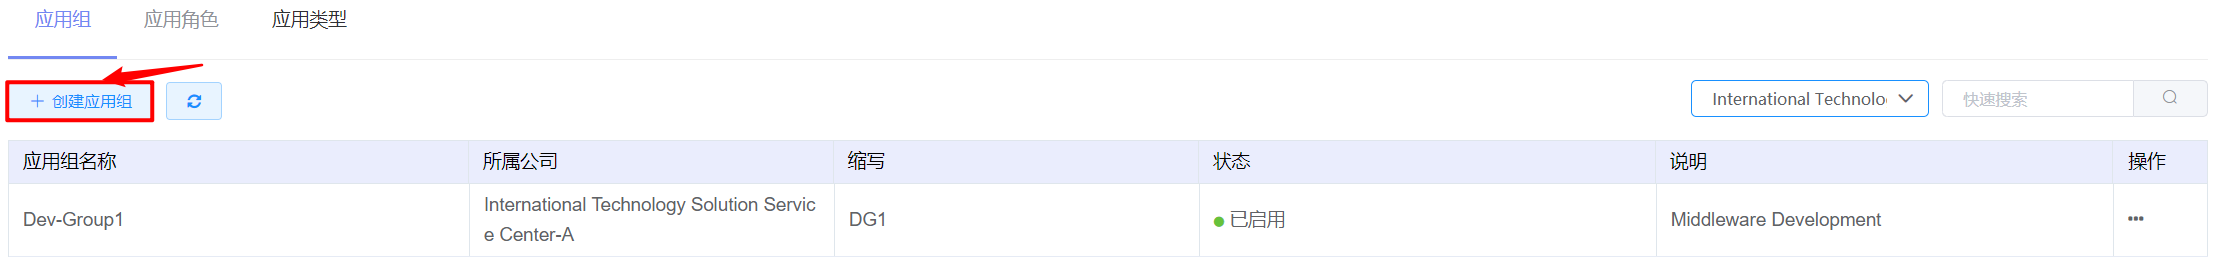 应用组 应用角色 应用类型
创建应用组 International Technolo 快速搜索
应用组名称 所属公司 缩写 状态 说明 操作
Dev-Group1 International Technology Solution Servic DG1 已启用 Middleware Development •••
e Center-A